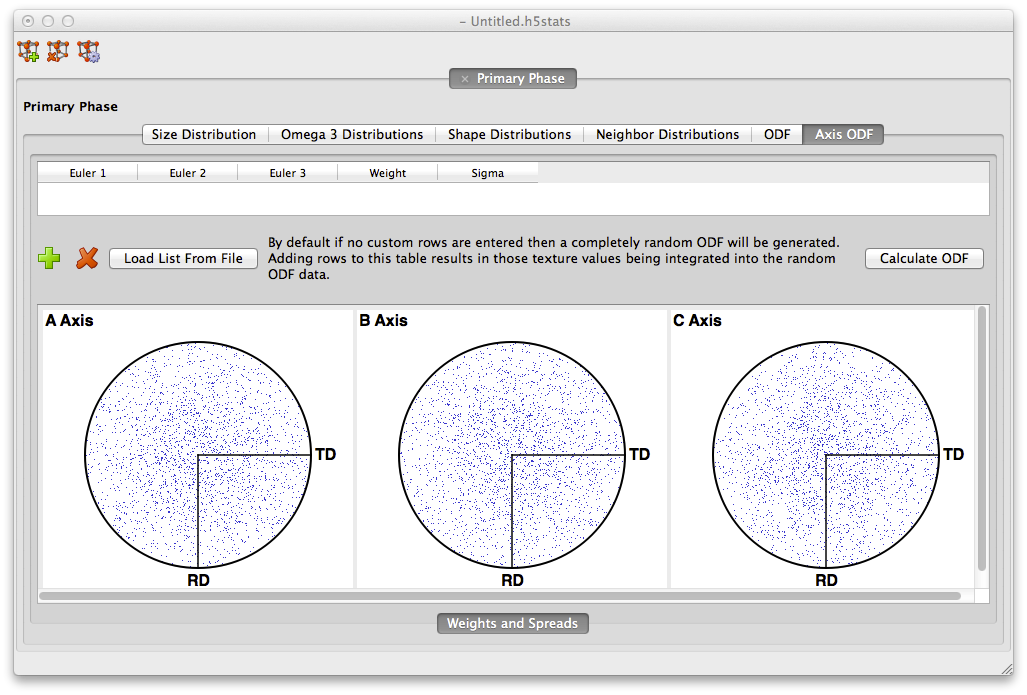 – Untitled.h5stats
× Primary Phase
Primary Phase
Size Distribution Omega 3 Distributions Shape Distributions Neighbor Distributions ODF Axis ODF
Euler 1 Euler 2 Euler 3 Weight Sigma
Load List From File
By default if no custom rows are entered then a completely random ODF will be generated.
Adding rows to this table results in those texture values being integrated into the random
ODF data.
Calculate ODF
A Axis
TD
RD
B Axis
TD
RD
C Axis
TD
RD
Weights and Spreads